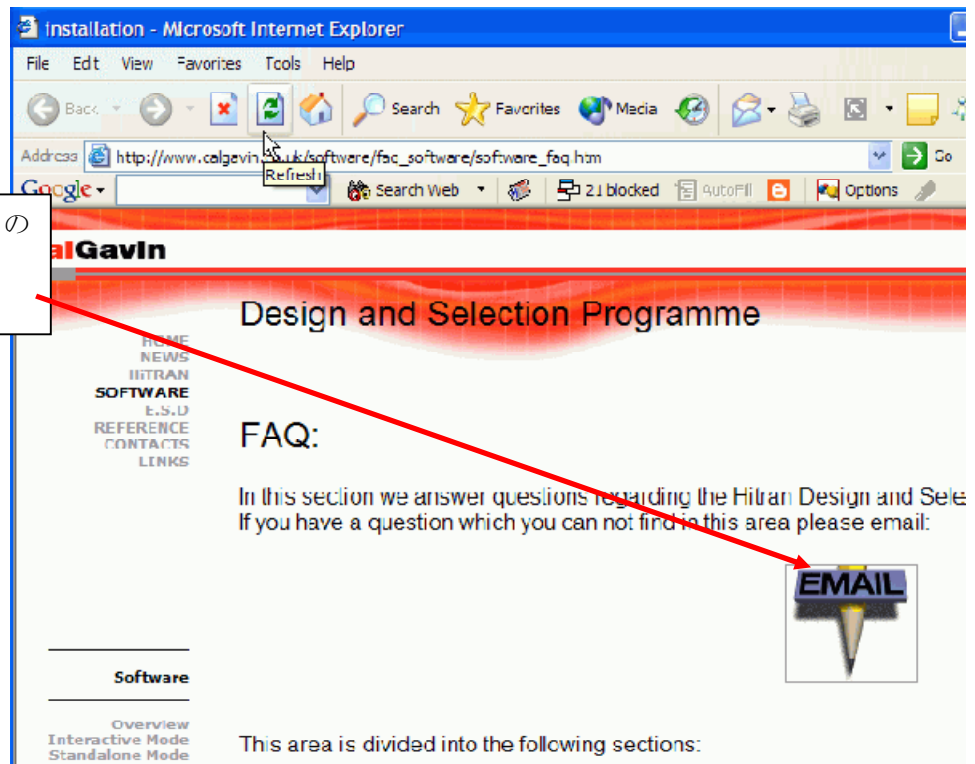 installation - Microsoft Internet Explorer
File Edit View Favorites Tools Help
Back Search Favorites Media
Address http://www.calgavin.co.uk/software/faq_software/software_faq.htm Go
Refresh
Google Search Web 21 blocked AutoFill Options
の
alGavIn
Design and Selection Programme
HOME
NEWS
HiTRAN
SOFTWARE
E.S.D
REFERENCE
CONTACTS
LINKS
FAQ:
In this section we answer questions regarding the Hitran Design and Sele
If you have a question which you can not find in this area please email:
EMAIL
Software
Overview
Interactive Mode
Standalone Mode
This area is divided into the following sections: